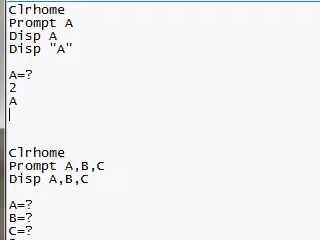 Clrhome
Prompt A
Disp A
Disp "A"
A=?
2
A
Clrhome
Prompt A,B,C
Disp A,B,C
A=?
B=?
C=?